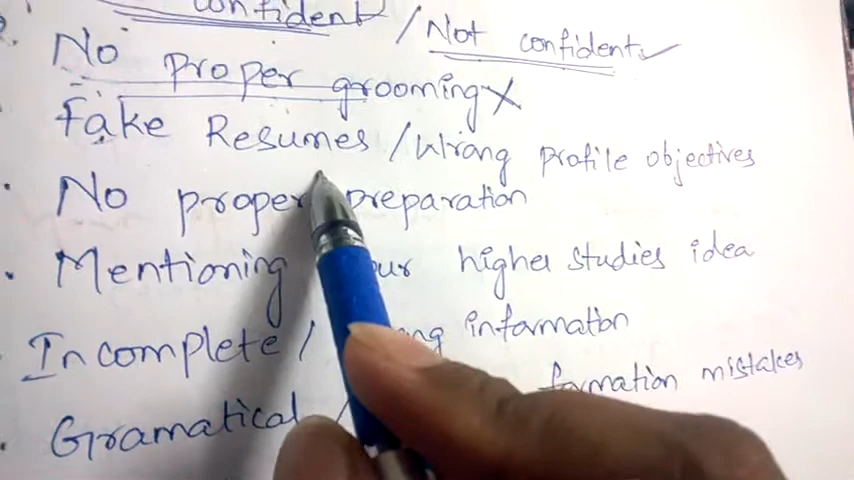 confident / Not confident ✓
No proper grooming X
Fake Resumes / Wrong profile objectives
No proper preparation
Mentioning higher studies idea
Incomplete / information
Gramatical / formation mistakes